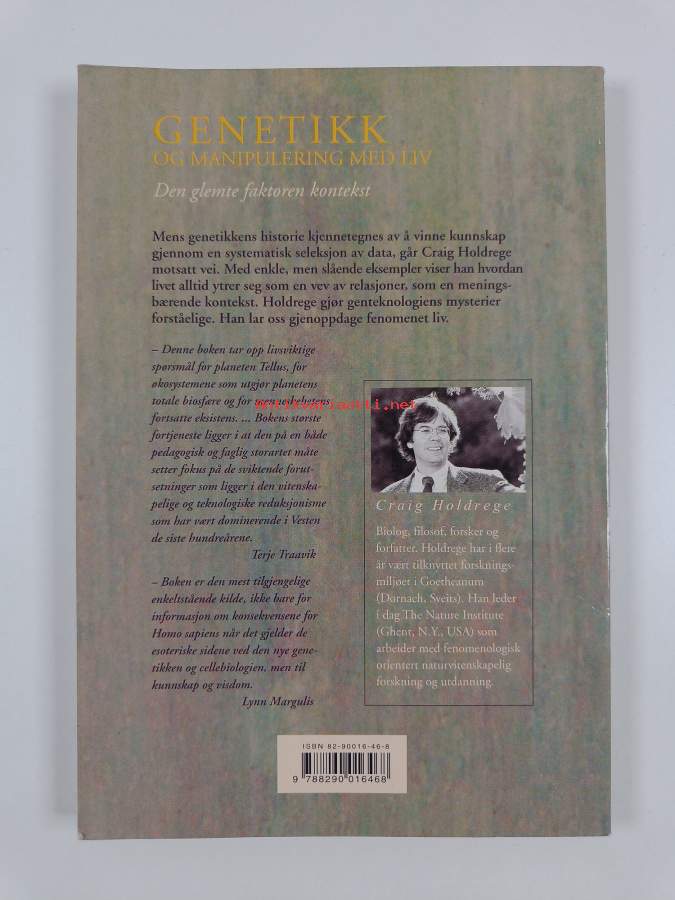 GENETIKK
OG MANIPULERING MED LIV
Den glemte faktoren kontekst
Mens genetikkens historie kjennetegnes av å vinne kunnskap
gjennom en systematisk seleksjon av data, går Craig Holdrege
motsatt vei. Med enkle, men slående eksempler viser han hvordan
livet alltid ytrer seg som en vev av relasjoner, som en menings-
bærende kontekst. Holdrege gjør genteknologiens mysterier
forståelige. Han lar oss gjenoppdage fenomenet liv.
– Denne boken tar opp livsviktige
spørsmål for planeten Tellus, for
økosystemene som utgjør planetens
totale biosfære og for menneskehetens
fortsatte eksistens. ... Bokens største
fortjeneste ligger i at den på en både
pedagogisk og faglig storartet måte
setter fokus på de sviktende forut-
setninger som ligger i den vitenska-
pelige og teknologiske reduksjonisme
som har vært dominerende i Vesten
de siste hundreårene.
Terje Traavik
– Boken er den mest tilgjengelige
enkeltstående kilde, ikke bare for
informasjon om konsekvensene for
Homo sapiens når det gjelder de
esoteriske sidene ved den nye gene-
tikken og cellebiologien, men til
kunnskap og visdom.
Lynn Margulis
antikvariaatti.net
Craig Holdrege
Biolog, filosof, forsker og
forfatter. Holdrege har i flere
år vært tilknyttet forsknings-
miljøet i Goetheanum
(Dornach, Sveits). Han leder
i dag The Nature Institute
(Ghent, N.Y., USA) som
arbeider med fenomenologisk
orientert naturvitenskapelig
forskning og utdanning.
ISBN 82-90016-46-8
9 788290 016468